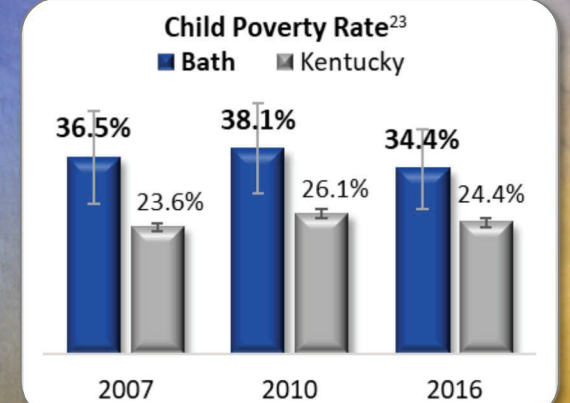 Child Poverty Rate23
Bath Kentucky
36.5% 38.1% 34.4%
23.6% 26.1% 24.4%
2007 2010 2016